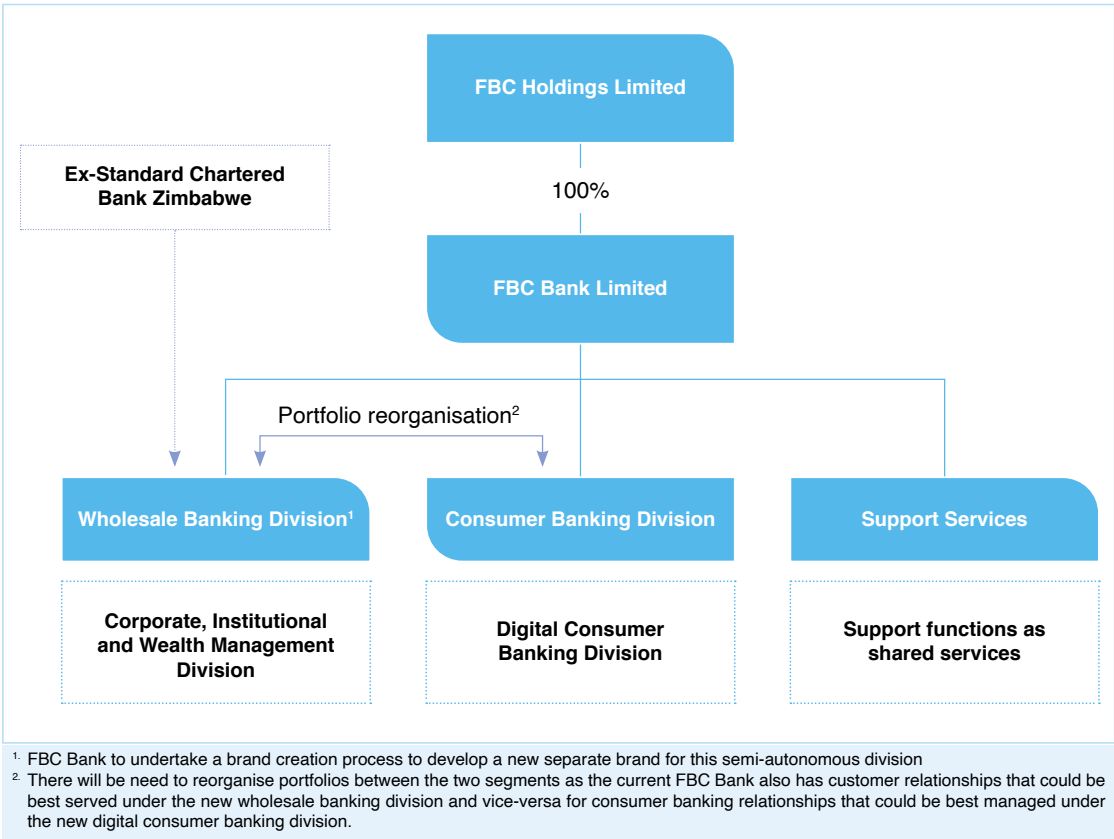 FBC Holdings Limited
Ex-Standard Chartered
Bank Zimbabwe
100%
FBC Bank Limited
Portfolio reorganisation²
Wholesale Banking Division¹
Consumer Banking Division
Support Services
Corporate, Institutional
and Wealth Management
Division
Digital Consumer
Banking Division
Support functions as
shared services
1. FBC Bank to undertake a brand creation process to develop a new separate brand for this semi-autonomous division
2. There will be need to reorganise portfolios between the two segments as the current FBC Bank also has customer relationships that could be
best served under the new wholesale banking division and vice-versa for consumer banking relationships that could be best managed under
the new digital consumer banking division.